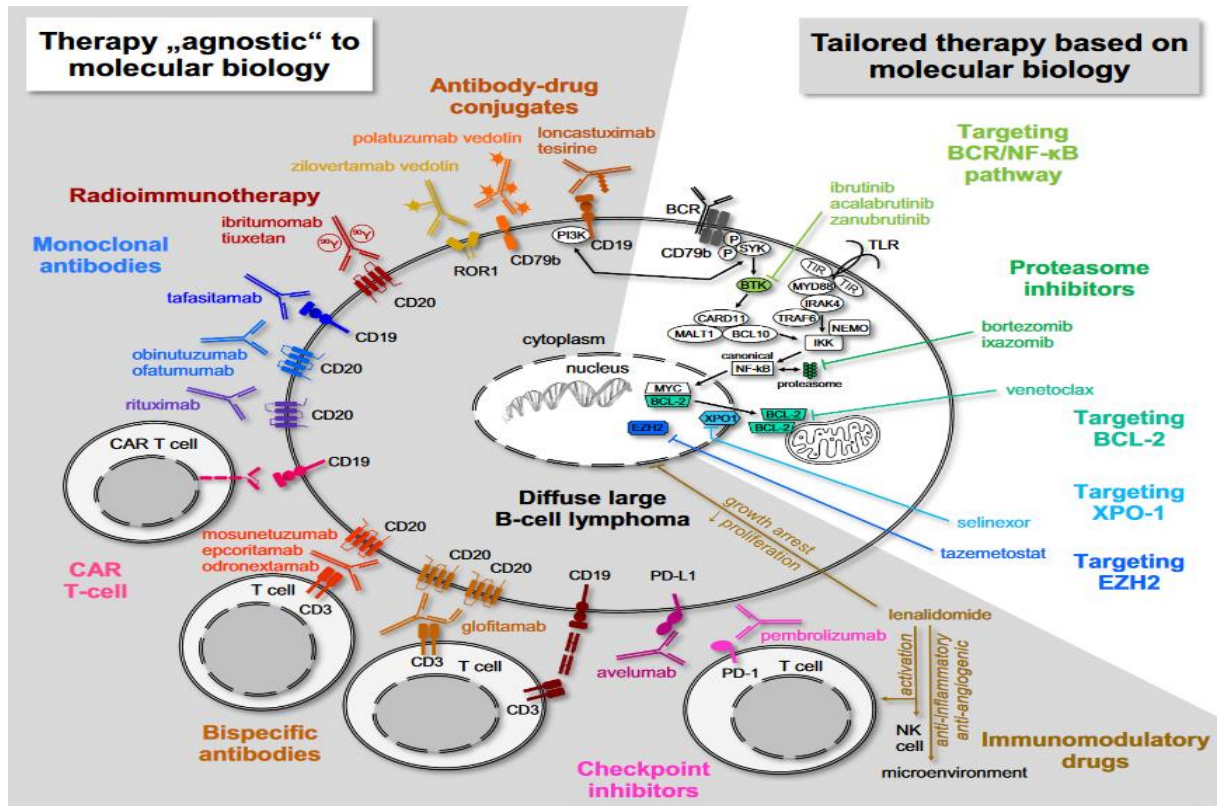 Therapy „agnostic“ to
molecular biology
Tailored therapy based on
molecular biology
Antibody-drug
conjugates
polatuzumab vedotin
loncastuximab
tesirine
zilovertamab vedotin
Radioimmunotherapy
ibritumomab
tiuxetan
90Y
90Y
Monoclonal
antibodies
tafasitamab
obinutuzumab
ofatumumab
rituximab
CD20
CD19
CD20
CD20
ROR1
CD79b
PI3K
CD19
BCR
CD79b
P
P
SYK
BTK
CARD11
MALT1
BCL10
TLR
TIR
TIR
MYD88
IRAK4
TRAF6
NEMO
IKK
canonical
NF-kB
proteasome
Targeting
BCR/NF-κB
pathway
ibrutinib
acalabrutinib
zanubrutinib
Proteasome
inhibitors
bortezomib
ixazomib
venetoclax
Targeting
BCL-2
Targeting
XPO-1
selinexor
tazemetostat
Targeting
EZH2
cytoplasm
nucleus
MYC
BCL-2
BCL-2
BCL-2
XPO1
EZH2
Diffuse large
B-cell lymphoma
growth arrest
↓ proliferation
CAR T cell
CD19
CAR
T-cell
mosunetuzumab
epcoritamab
odronextamab
CD20
T cell
CD3
CD20
CD20
glofitamab
CD3
T cell
CD3
Bispecific
antibodies
CD19
PD-L1
avelumab
pembrolizumab
PD-1
T cell
Checkpoint
inhibitors
lenalidomide
activation
anti-inflammatory
anti-angiogenic
NK
cell
microenvironment
Immunomodulatory
drugs